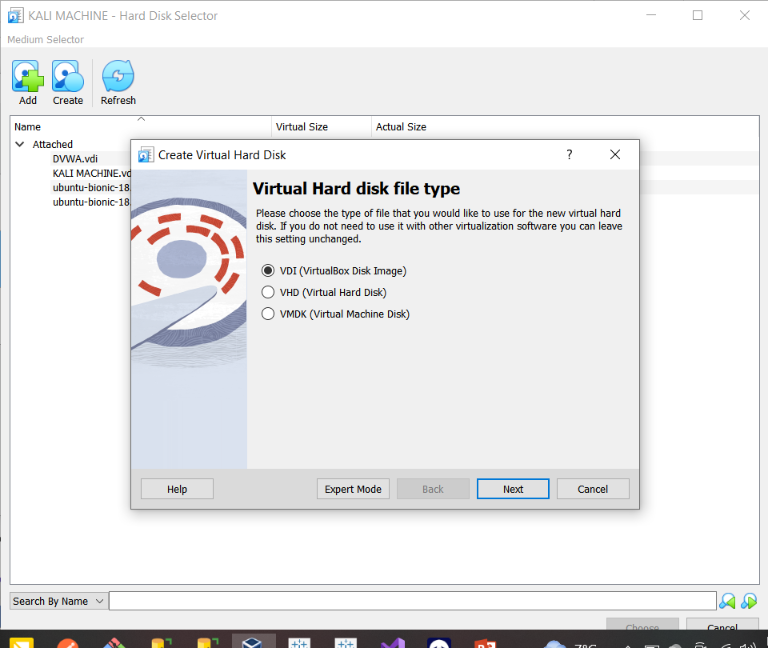 KALI MACHINE - Hard Disk Selector
Medium Selector
Add
Create
Refresh
Name
Virtual Size
Actual Size
Attached
DVWA.vdi
KALI MACHINE.vd
ubuntu-bionic-18
ubuntu-bionic-18
Create Virtual Hard Disk
?
Virtual Hard disk file type
Please choose the type of file that you would like to use for the new virtual hard
disk. If you do not need to use it with other virtualization software you can leave
this setting unchanged.
VDI (VirtualBox Disk Image)
VHD (Virtual Hard Disk)
VMDK (Virtual Machine Disk)
Help
Expert Mode
Back
Next
Cancel
Search By Name
Choose
Cancel